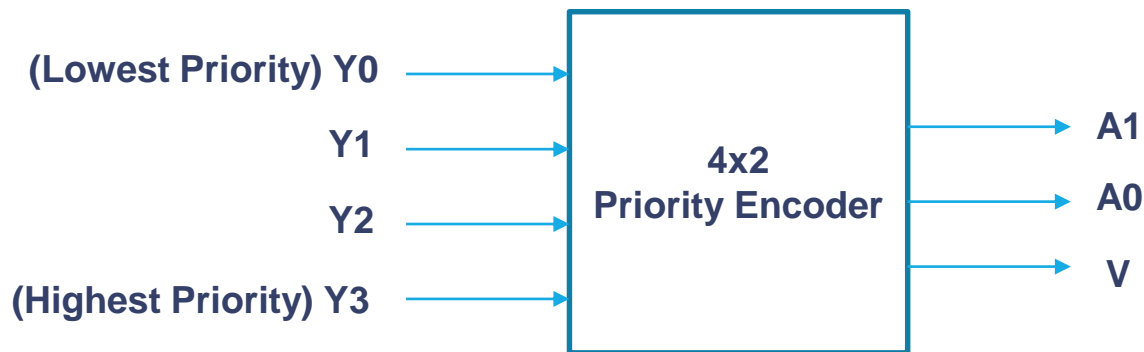 (Lowest Priority) Y0
Y1
Y2
(Highest Priority) Y3
4x2
Priority Encoder
A1
A0
V